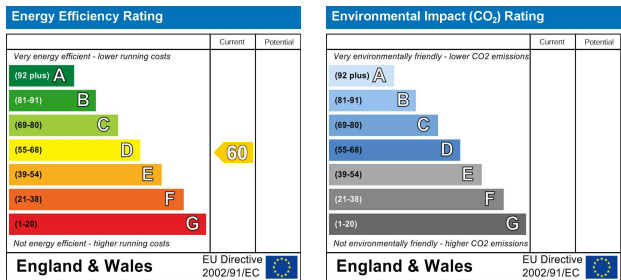 Energy Efficiency Rating
Current Potential
Very energy efficient - lower running costs
(92 plus) A
(81-91) B
(69-80) C
(55-68) D
60
(39-54) E
(21-38) F
(1-20) G
Not energy efficient - higher running costs
England & Wales
EU Directive
2002/91/EC
Environmental Impact (CO₂) Rating
Current Potential
Very environmentally friendly - lower CO2 emissions
(92 plus) A
(81-91) B
(69-80) C
(55-68) D
(39-54) E
(21-38) F
(1-20) G
Not environmentally friendly - higher CO2 emissions
England & Wales
EU Directive
2002/91/EC